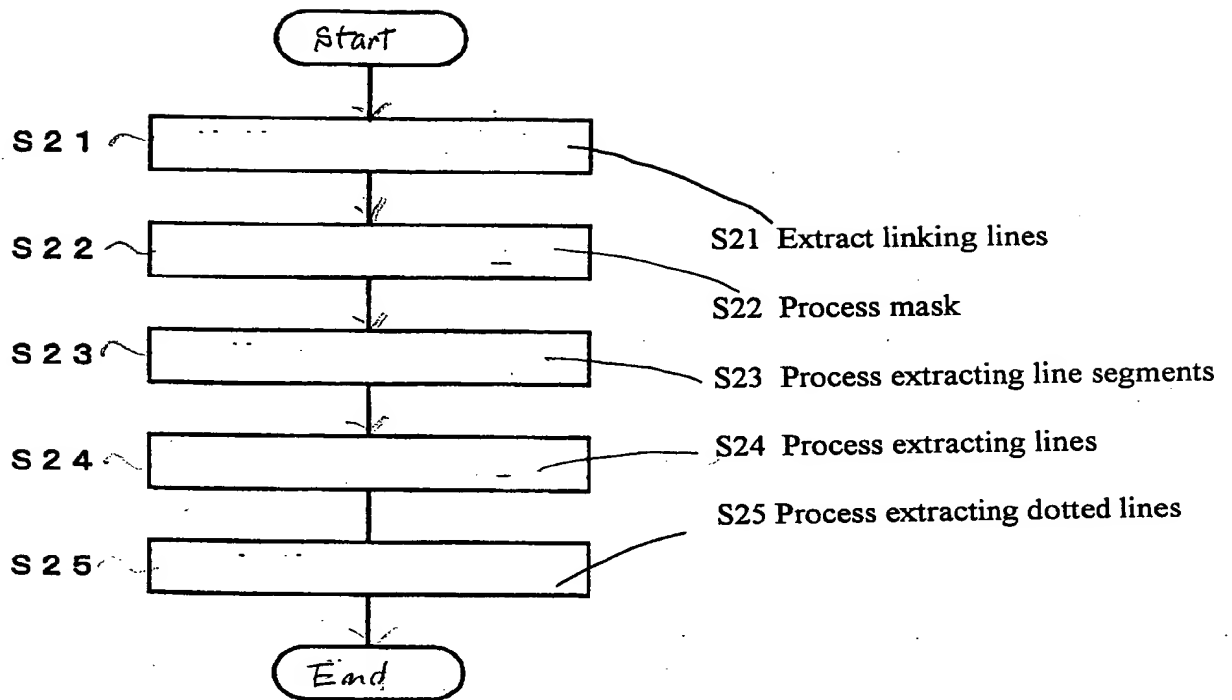 Start
S21
S22
S21 Extract linking lines
S22 Process mask
S23
S23 Process extracting line segments
S24
S24 Process extracting lines
S25 Process extracting dotted lines
S25
End